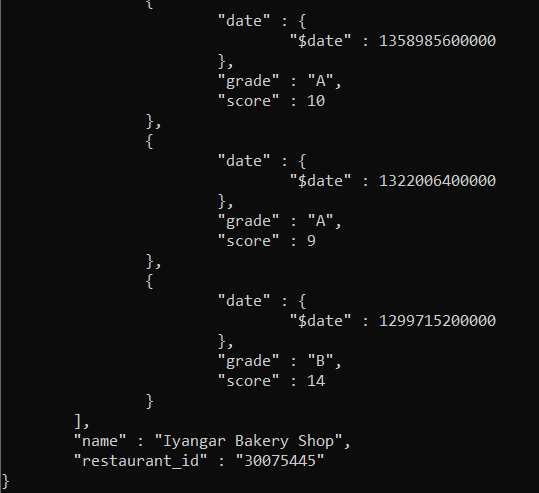 {
"date" : {
"$date" : 1358985600000
},
"grade" : "A",
"score" : 10
},
{
"date" : {
"$date" : 1322006400000
},
"grade" : "A",
"score" : 9
},
{
"date" : {
"$date" : 1299715200000
},
"grade" : "B",
"score" : 14
}
],
"name" : "Iyangar Bakery Shop",
"restaurant_id" : "30075445"
}